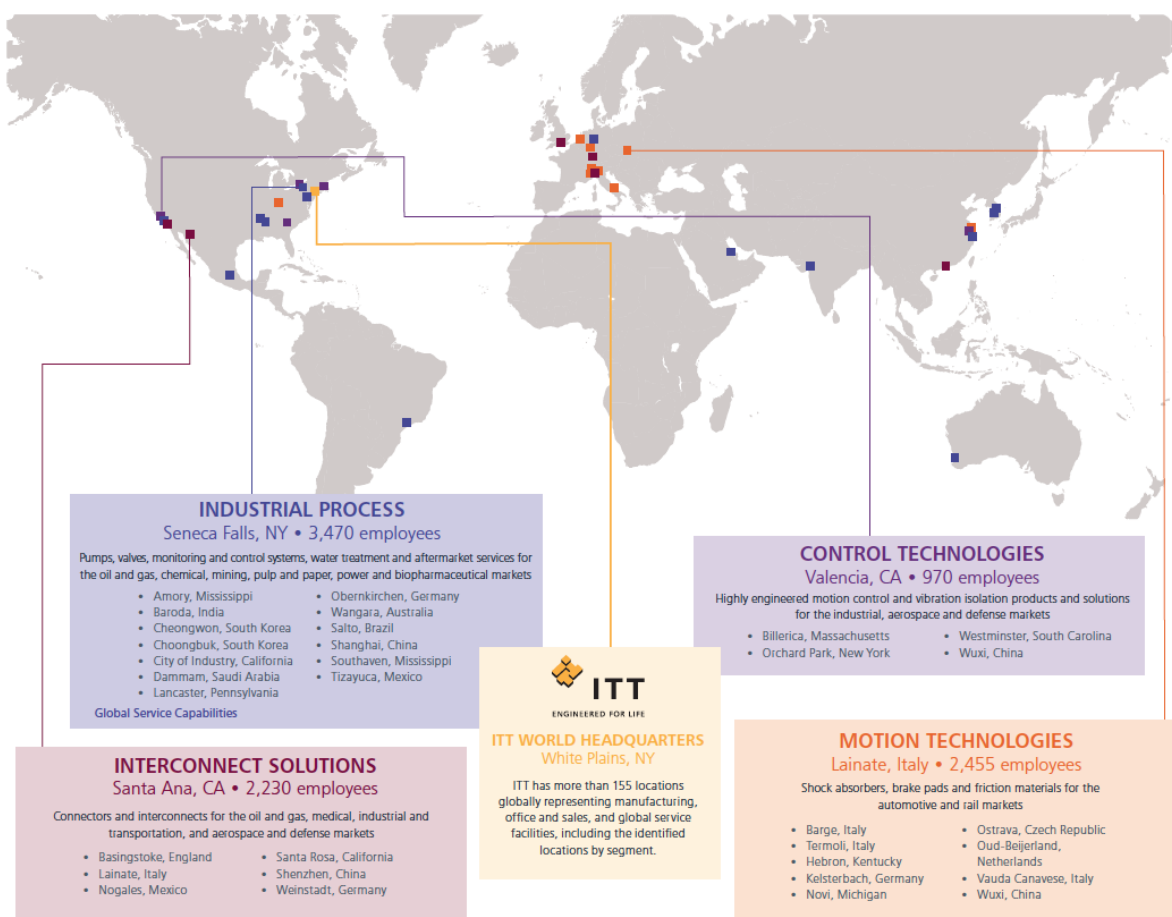 INDUSTRIAL PROCESS
Seneca Falls, NY • 3,470 employees
Pumps, valves, monitoring and control systems, water treatment and aftermarket services for
the oil and gas, chemical, mining, pulp and paper, power and biopharmaceutical markets
• Amory, Mississippi
• Baroda, India
• Cheongwon, South Korea
• Choongbuk, South Korea
• City of Industry, California
• Dammam, Saudi Arabia
• Lancaster, Pennsylvania
• Obernkirchen, Germany
• Wangara, Australia
• Salto, Brazil
• Shanghai, China
• Southaven, Mississippi
• Tizayuca, Mexico
Global Service Capabilities
CONTROL TECHNOLOGIES
Valencia, CA • 970 employees
Highly engineered motion control and vibration isolation products and solutions
for the industrial, aerospace and defense markets
• Billerica, Massachusetts
• Orchard Park, New York
• Westminster, South Carolina
• Wuxi, China
ITT
ENGINEERED FOR LIFE
ITT WORLD HEADQUARTERS
White Plains, NY
ITT has more than 155 locations
globally representing manufacturing,
office and sales, and global service
facilities, including the identified
locations by segment.
INTERCONNECT SOLUTIONS
Santa Ana, CA • 2,230 employees
Connectors and interconnects for the oil and gas, medical, industrial and
transportation, and aerospace and defense markets
• Basingstoke, England
• Lainate, Italy
• Nogales, Mexico
• Santa Rosa, California
• Shenzhen, China
• Weinstadt, Germany
MOTION TECHNOLOGIES
Lainate, Italy • 2,455 employees
Shock absorbers, brake pads and friction materials for the
automotive and rail markets
• Barge, Italy
• Termoli, Italy
• Hebron, Kentucky
• Kelsterbach, Germany
• Novi, Michigan
• Ostrava, Czech Republic
• Oud-Beijerland,
Netherlands
• Vauda Canavese, Italy
• Wuxi, China